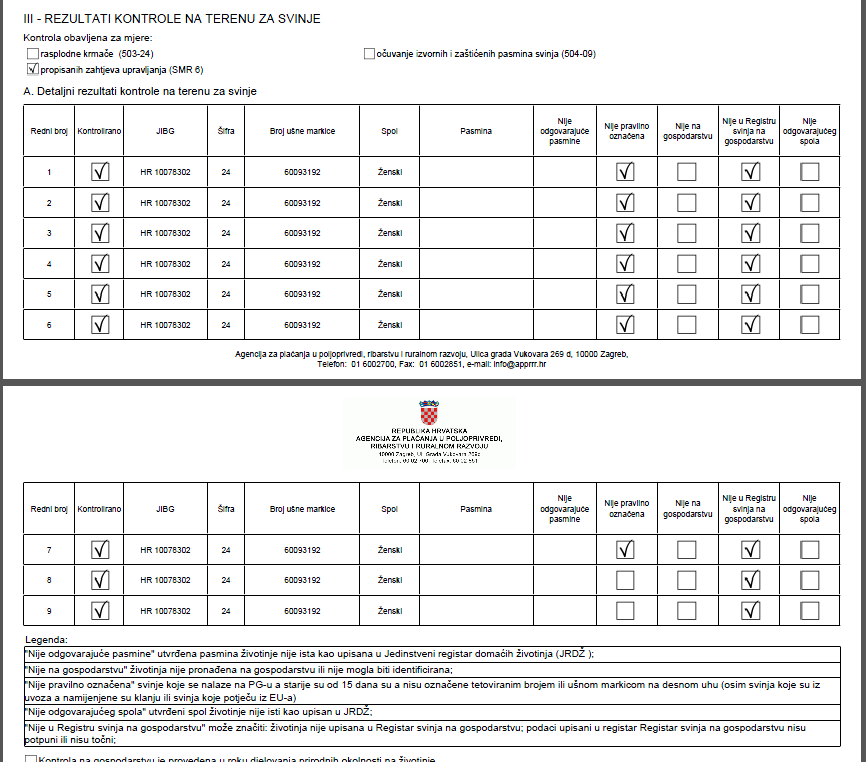 III - REZULTATI KONTROLE NA TERENU ZA SVINJE
Kontrola obavljena za mjere:
rasplodne krmače (503-24)
očuvanje izvornih i zaštićenih pasmina svinja (504-09)
propisanih zahtjeva upravljanja (SMR 6)
A. Detaljni rezultati kontrole na terenu za svinje
Redni broj Kontrolirano JIBG Šifra Broj ušne markice Spol Pasmina Nije odgovarajuće pasmine Nije pravilno označena Nije na gospodarstvu Nije u Registru svinja na gospodarstvu Nije odgovarajućeg spola
1 HR 10078302 24 60093192 Ženski
2 HR 10078302 24 60093192 Ženski
3 HR 10078302 24 60093192 Ženski
4 HR 10078302 24 60093192 Ženski
5 HR 10078302 24 60093192 Ženski
6 HR 10078302 24 60093192 Ženski
Agencija za plaćanja u poljoprivredi, ribarstvu i ruralnom razvoju, Ulica grada Vukovara 269 d, 10000 Zagreb,
Telefon: 01 6002700, Fax: 01 6002851, e-mail: info@apprrr.hr
REPUBLIKA HRVATSKA
AGENCIJA ZA PLAĆANJA U POLJOPRIVREDI,
RIBARSTVU I RURALNOM RAZVOJU
10000 Zagreb, Ul. Grada Vukovara 269d
Redni broj Kontrolirano JIBG Šifra Broj ušne markice Spol Pasmina Nije odgovarajuće pasmine Nije pravilno označena Nije na gospodarstvu Nije u Registru svinja na gospodarstvu Nije odgovarajućeg spola
7 HR 10078302 24 60093192 Ženski
8 HR 10078302 24 60093192 Ženski
9 HR 10078302 24 60093192 Ženski
Legenda:
"Nije odgovarajuće pasmine" utvrđena pasmina životinje nije ista kao upisana u Jedinstveni registar domaćih životinja (JRDŽ );
"Nije na gospodarstvu" životinja nije pronađena na gospodarstvu ili nije mogla biti identificirana;
"Nije pravilno označena" svinje koje se nalaze na PG-u a starije su od 15 dana su a nisu označene tetoviranim brojem ili ušnom markicom na desnom uhu (osim svinja koje su iz
uvoza a namijenjene su klanju ili svinja koje potječu iz EU-a)
"Nije odgovarajućeg spola" utvrđeni spol životinje nije isti kao upisan u JRDŽ;
"Nije u Registru svinja na gospodarstvu" može značiti: životinja nije upisana u Registar svinja na gospodarstvu; podaci upisani u registar Registar svinja na gospodarstvu nisu
potpuni ili nisu točni;
Kontrola na gospodarstvu je provedena u roku djelovanja prirodnih okolnosti na životinje